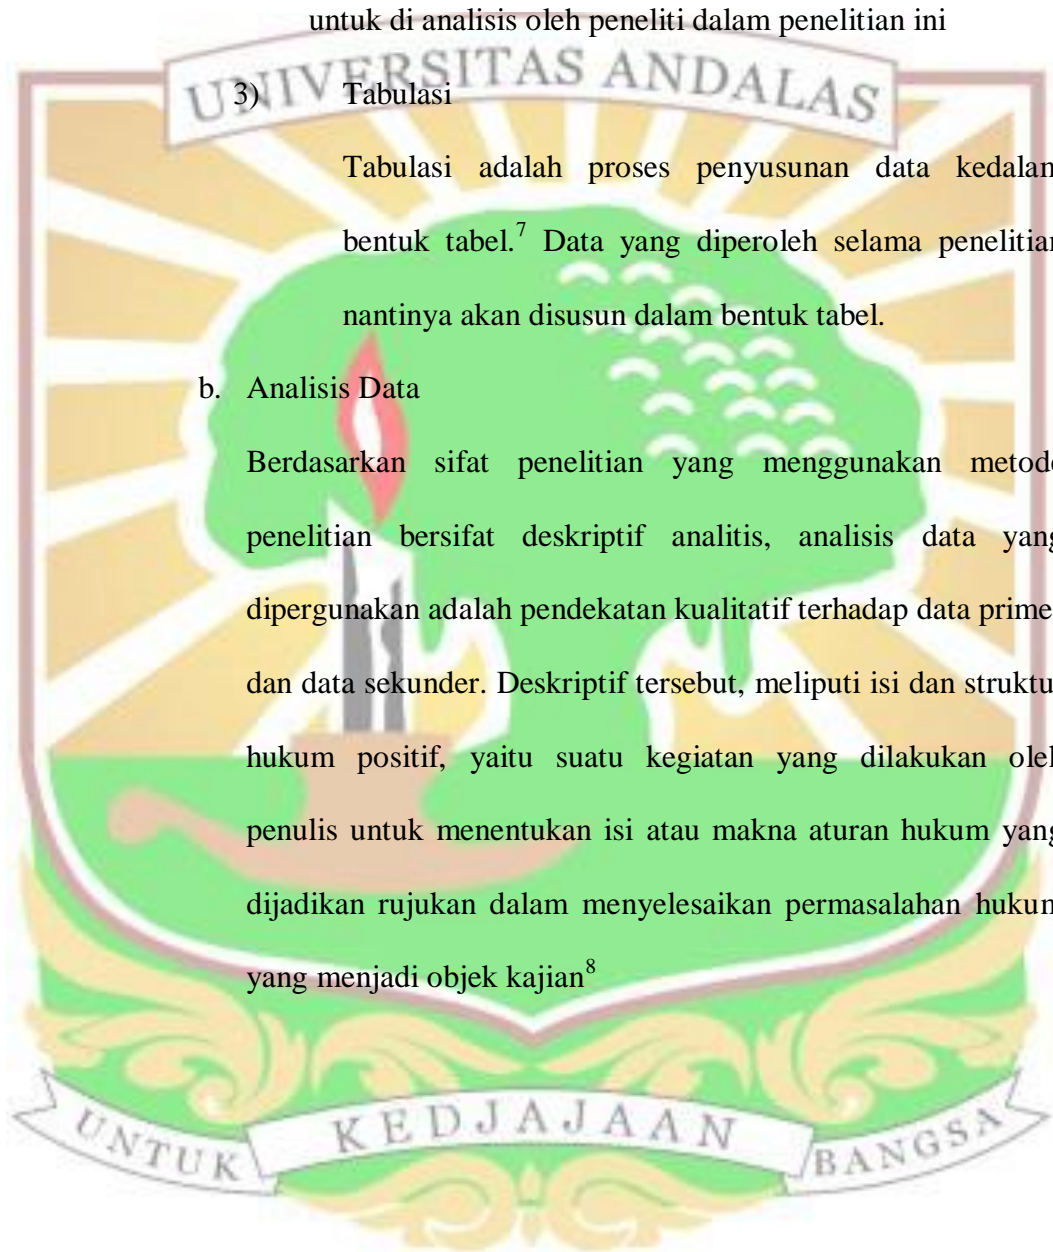 untuk di analisis oleh peneliti dalam penelitian ini
UNIVERSITAS ANDALAS
3) Tabulasi
Tabulasi adalah proses penyusunan data kedalam
bentuk tabel.7 Data yang diperoleh selama penelitian
nantinya akan disusun dalam bentuk tabel.
b. Analisis Data
Berdasarkan sifat penelitian yang menggunakan metode
penelitian bersifat deskriptif analitis, analisis data yang
dipergunakan adalah pendekatan kualitatif terhadap data primer
dan data sekunder. Deskriptif tersebut, meliputi isi dan struktur
hukum positif, yaitu suatu kegiatan yang dilakukan oleh
penulis untuk menentukan isi atau makna aturan hukum yang
dijadikan rujukan dalam menyelesaikan permasalahan hukum
yang menjadi objek kajian8
UNTUK KEDJAJAAN BANGSA